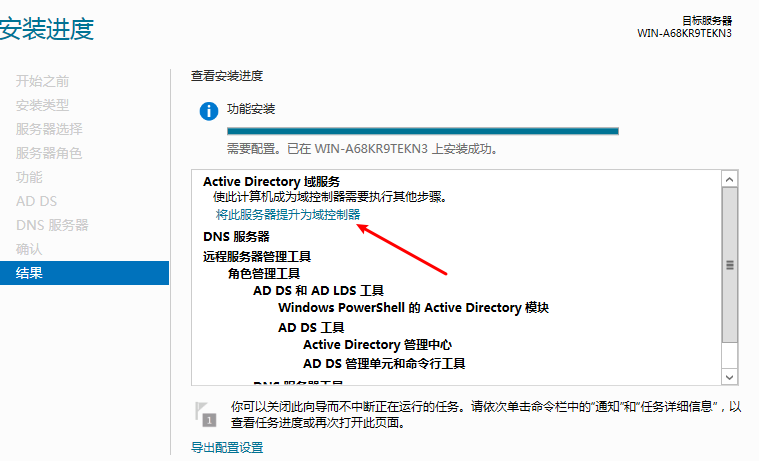 安装进度
目标服务器
WIN-A68KR9TEKN3
开始之前
安装类型
服务器选择
服务器角色
功能
AD DS
DNS 服务器
确认
结果
查看安装进度
功能安装
需要配置。已在 WIN-A68KR9TEKN3 上安装成功。
Active Directory 域服务
使此计算机成为域控制器需要执行其他步骤。
将此服务器提升为域控制器
DNS 服务器
远程服务器管理工具
角色管理工具
AD DS 和 AD LDS 工具
Windows PowerShell 的 Active Directory 模块
AD DS 工具
Active Directory 管理中心
AD DS 管理单元和命令行工具
DNS 服务器工具
1
你可以关闭此向导而不中断正在运行的任务。请依次单击命令栏中的"通知"和"任务详细信息"，以
查看任务进度或再次打开此页面。
导出配置设置